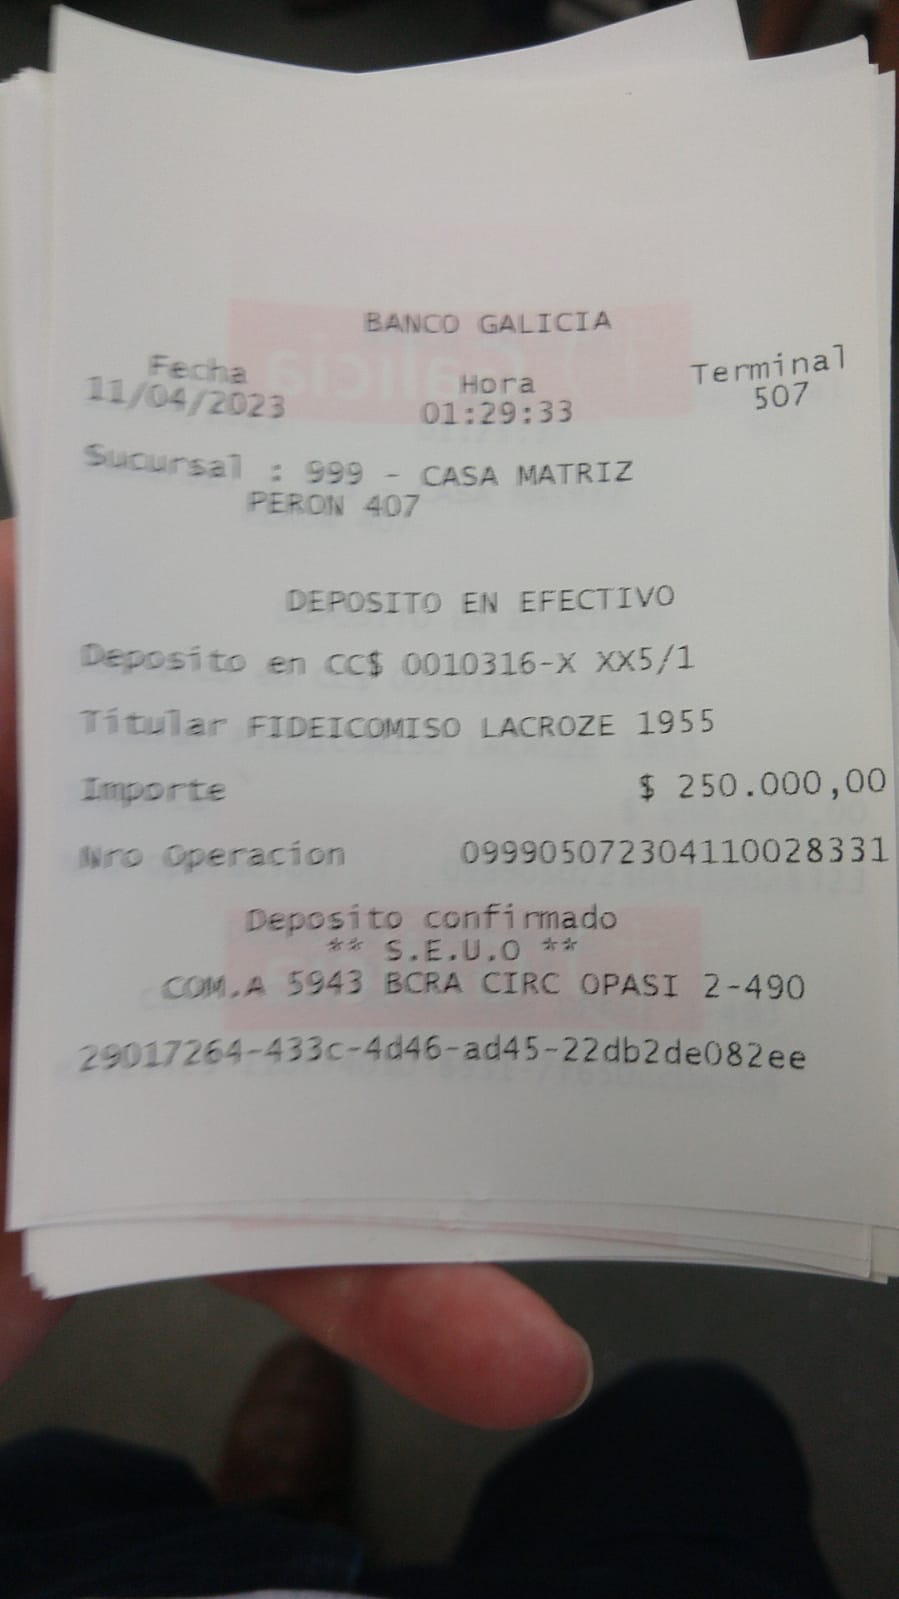 BANCO GALICIA
Fecha Hora Terminal
11/04/2023 01:29:33 507
Sucursal : 999 - CASA MATRIZ
PERON 407
DEPOSITO EN EFECTIVO
Deposito en CC$ 0010316-X XX5/1
Titular FIDEICOMISO LACROZE 1955
Importe $ 250.000,00
Nro Operacion 099905072304110028331
Deposito confirmado
** S.E.U.O **
COM.A 5943 BCRA CIRC OPASI 2-490
29017264-433c-4d46-ad45-22db2de082ee